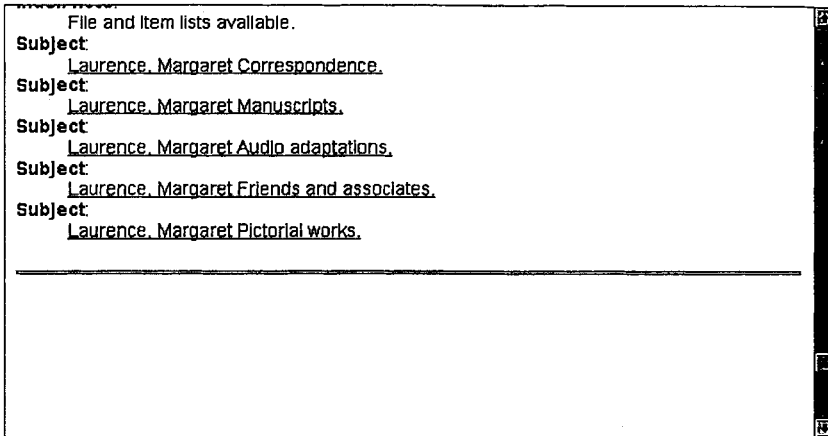 File and Item lists available.
Subject:
Laurence, Margaret Correspondence.
Subject:
Laurence, Margaret Manuscripts.
Subject:
Laurence, Margaret Audio adaptations.
Subject:
Laurence, Margaret Friends and associates.
Subject:
Laurence, Margaret Pictorial works.